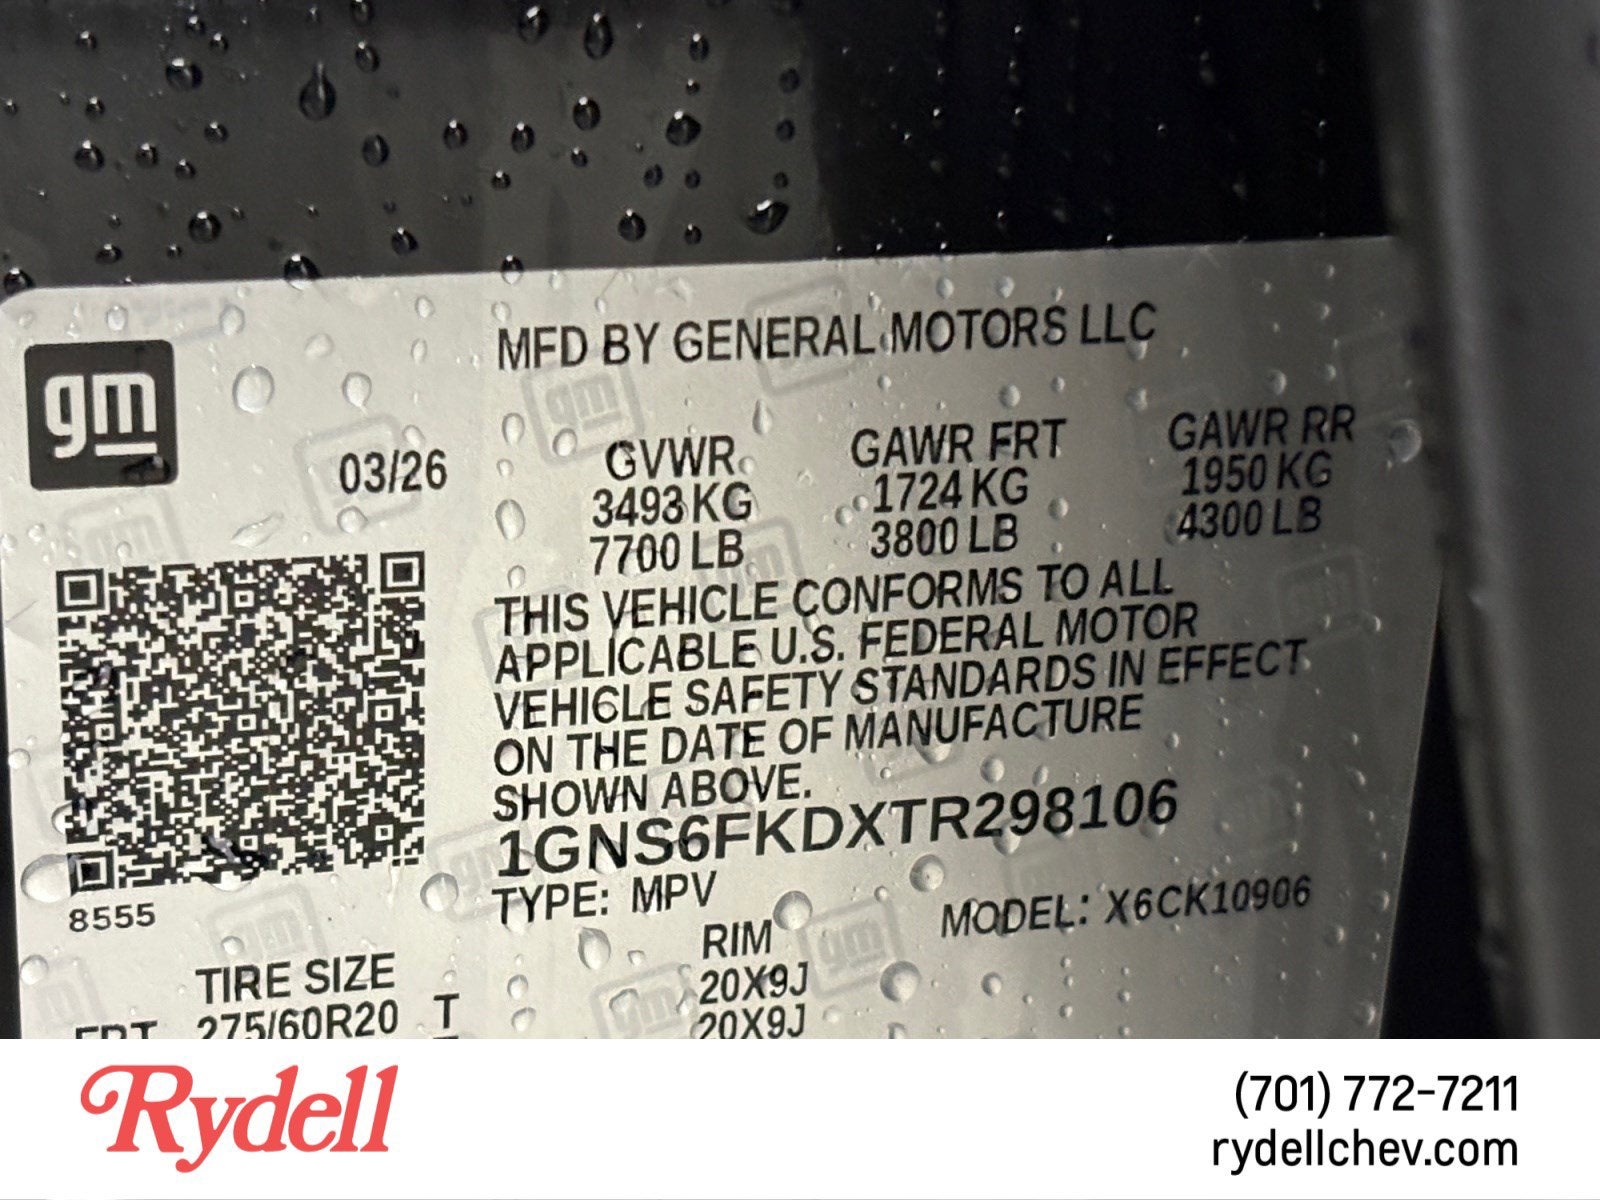 MFD BY GENERAL MOTORS LLC
gm
03/26
GVWR GAWR FRT GAWR RR
3493 KG 1724 KG 1950 KG
7700 LB 3800 LB 4300 LB
THIS VEHICLE CONFORMS TO ALL
APPLICABLE U.S. FEDERAL MOTOR
VEHICLE SAFETY STANDARDS IN EFFECT
ON THE DATE OF MANUFACTURE
SHOWN ABOVE.
1GNS6FKDXTR298106
TYPE: MPV MODEL: X6CK10906
8555
TIRE SIZE RIM
FRT 275/60R20 T 20X9J
20X9J
Rydell
(701) 772-7211
rydellchev.com